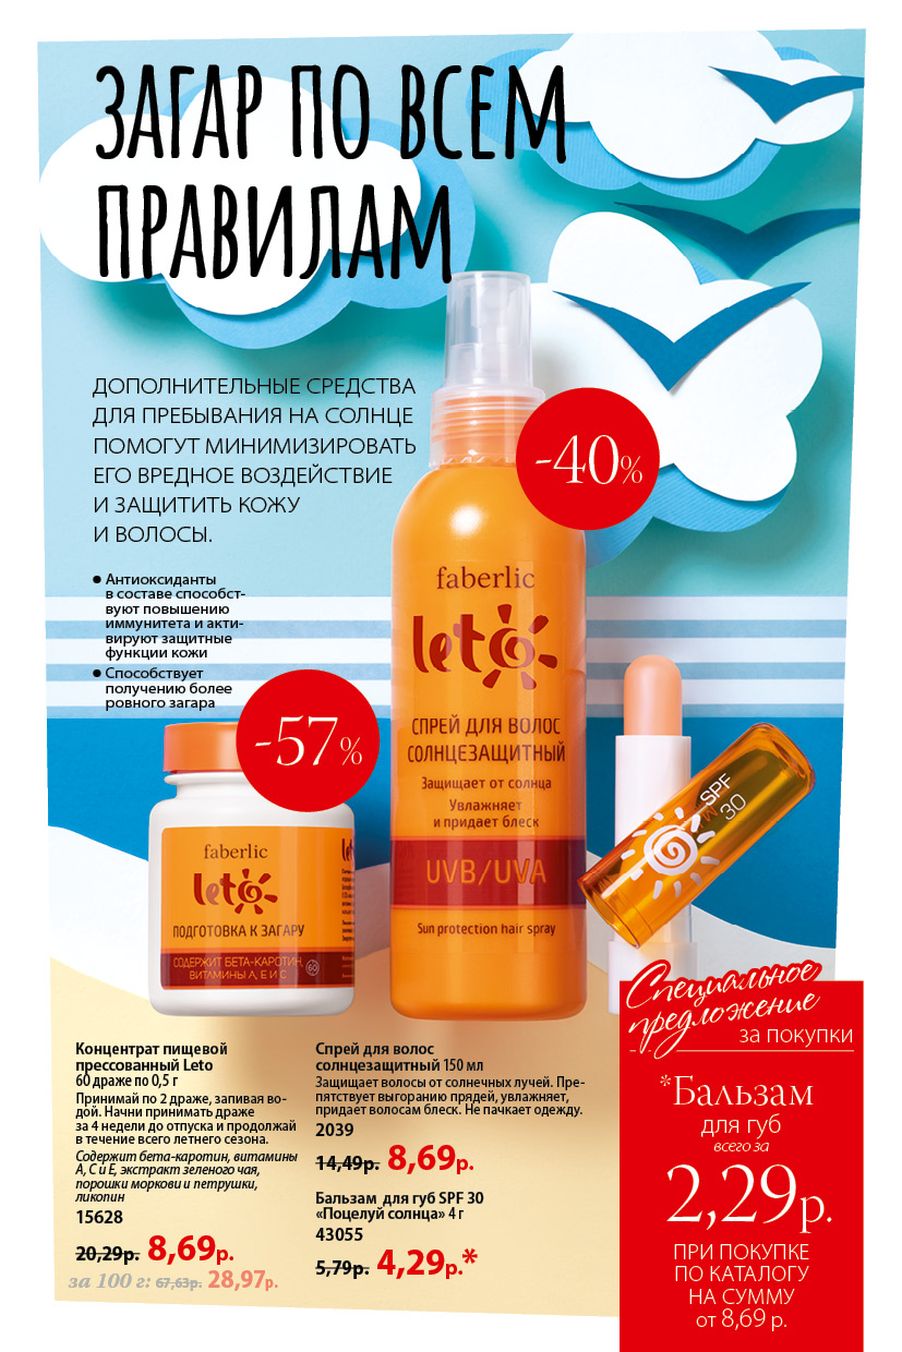 ЗАГАР ПО ВСЕМ
ПРАВИЛАМ
ДОПОЛНИТЕЛЬНЫЕ СРЕДСТВА
ДЛЯ ПРЕБЫВАНИЯ НА СОЛНЦЕ
ПОМОГУТ МИНИМИЗИРОВАТЬ
ЕГО ВРЕДНОЕ ВОЗДЕЙСТВИЕ
И ЗАЩИТИТЬ КОЖУ
И ВОЛОСЫ.
-40%
• Антиоксиданты
в составе способст-
вуют повышению
иммунитета и акти-
вируют защитные
функции кожи
• Способствует
получению более
ровного загара
-57%
faberlic
leto
СПРЕЙ ДЛЯ ВОЛОС
СОЛНЦЕЗАЩИТНЫЙ
Защищает от солнца
Увлажняет
и придает блеск
UVB/UVA
Sun protection hair spray
SPF
30
faberlic
leto
ПОДГОТОВКА К ЗАГАРУ
СОДЕРЖИТ БЕТА-КАРОТИН,
ВИТАМИНЫ А, Е И С
60
Концентрат пищевой
прессованный Leto
60 драже по 0,5 г
Принимай по 2 драже, запивая во-
дой. Начни принимать драже
за 4 недели до отпуска и продолжай
в течение всего летнего сезона.
Содержит бета-каротин, витамины
А, С и Е, экстракт зеленого чая,
порошки моркови и петрушки,
ликопин
15628
20,29р. 8,69р.
за 100 г: 67,63р. 28,97р.
Спрей для волос
солнцезащитный 150 мл
Защищает волосы от солнечных лучей. Пре-
пятствует выгоранию прядей, увлажняет,
придает волосам блеск. Не пачкает одежду.
2039
14,49р. 8,69р.
Бальзам для губ SPF 30
«Поцелуй солнца» 4 г
43055
5,79р. 4,29р.*
Специальное
предложение
за покупки
*Бальзам
для губ
всего за
2,29р.
ПРИ ПОКУПКЕ
ПО КАТАЛОГУ
НА СУММУ
от 8,69 р.